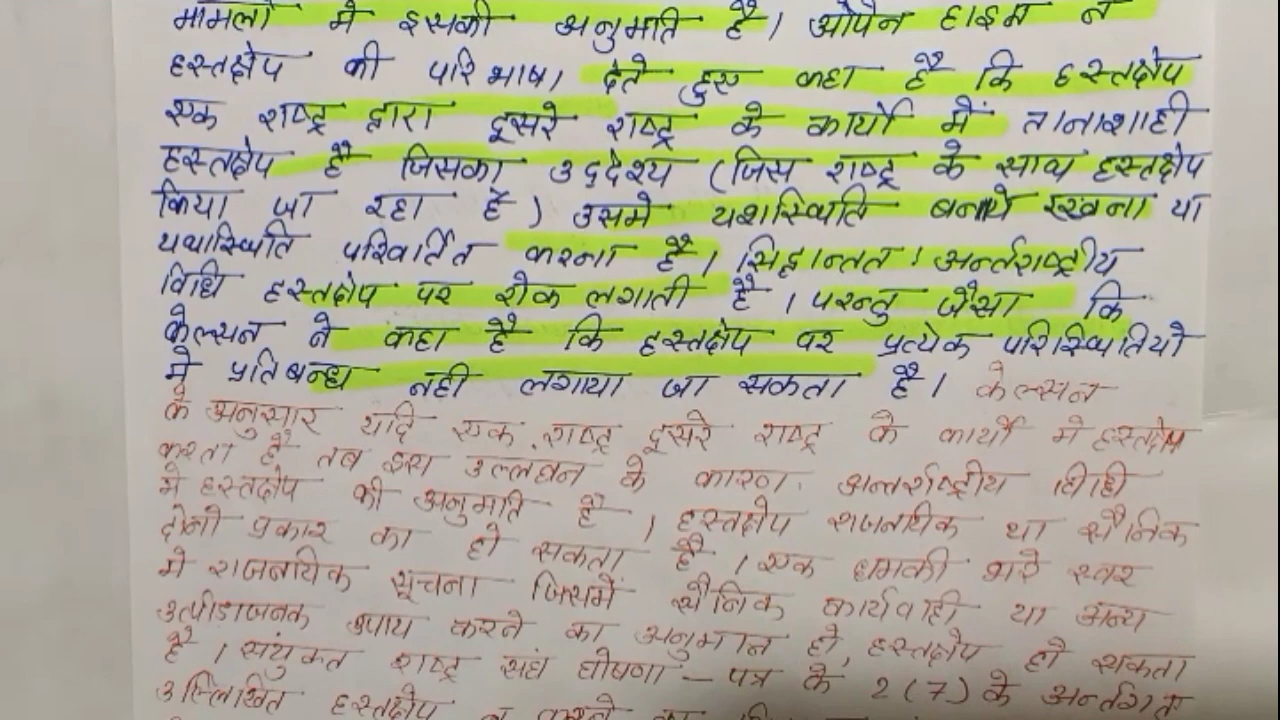 मामलो मे इसकी अनुमति है। ओपेन हाइम ने
हस्तक्षेप की परिभाषा देते हुए कहा है कि हस्तक्षेप
एक राष्ट्र द्वारा दूसरे राष्ट्र के कार्यो में तानाशाही
हस्तक्षेप है जिसका उद्देश्य (जिस राष्ट्र के साथ हस्तक्षेप
किया जा रहा है) उसमे यथास्थिति बनाये रखना या
यथास्थिति परिवर्तित करना है। सिद्वान्तत: अर्न्तराष्ट्रीय
विधि हस्तक्षेप पर रोक लगाती है। परन्तु जैसा कि
केल्सन ने कहा है कि हस्तक्षेप पर प्रत्येक परिस्थितियो
मे प्रतिबन्ध नही लगाया जा सकता है। केल्सन
के अनुसार यदि एक राष्ट्र दूसरे राष्ट्र के कार्यो मे हस्तक्षेप
करता है तब इस उल्लघन के कारण अन्तर्राष्ट्रीय विधि
मे हस्तक्षेप की अनुमति है। हस्तक्षेप राजनयिक या सैनिक
दोनो प्रकार का हो सकता है। एक धमकी भरे स्वर
मे राजनयिक सूचना जिसमें सैनिक कार्यवाही या अन्य
उत्पीडाजनक उपाय करने का अनुमान हो, हस्तक्षेप हो सकता
है। संयुक्त राष्ट्र संघ घोषणा - पत्र के 2(7) के अन्तर्गत
उल्लिखित हस्तक्षेप न करने का